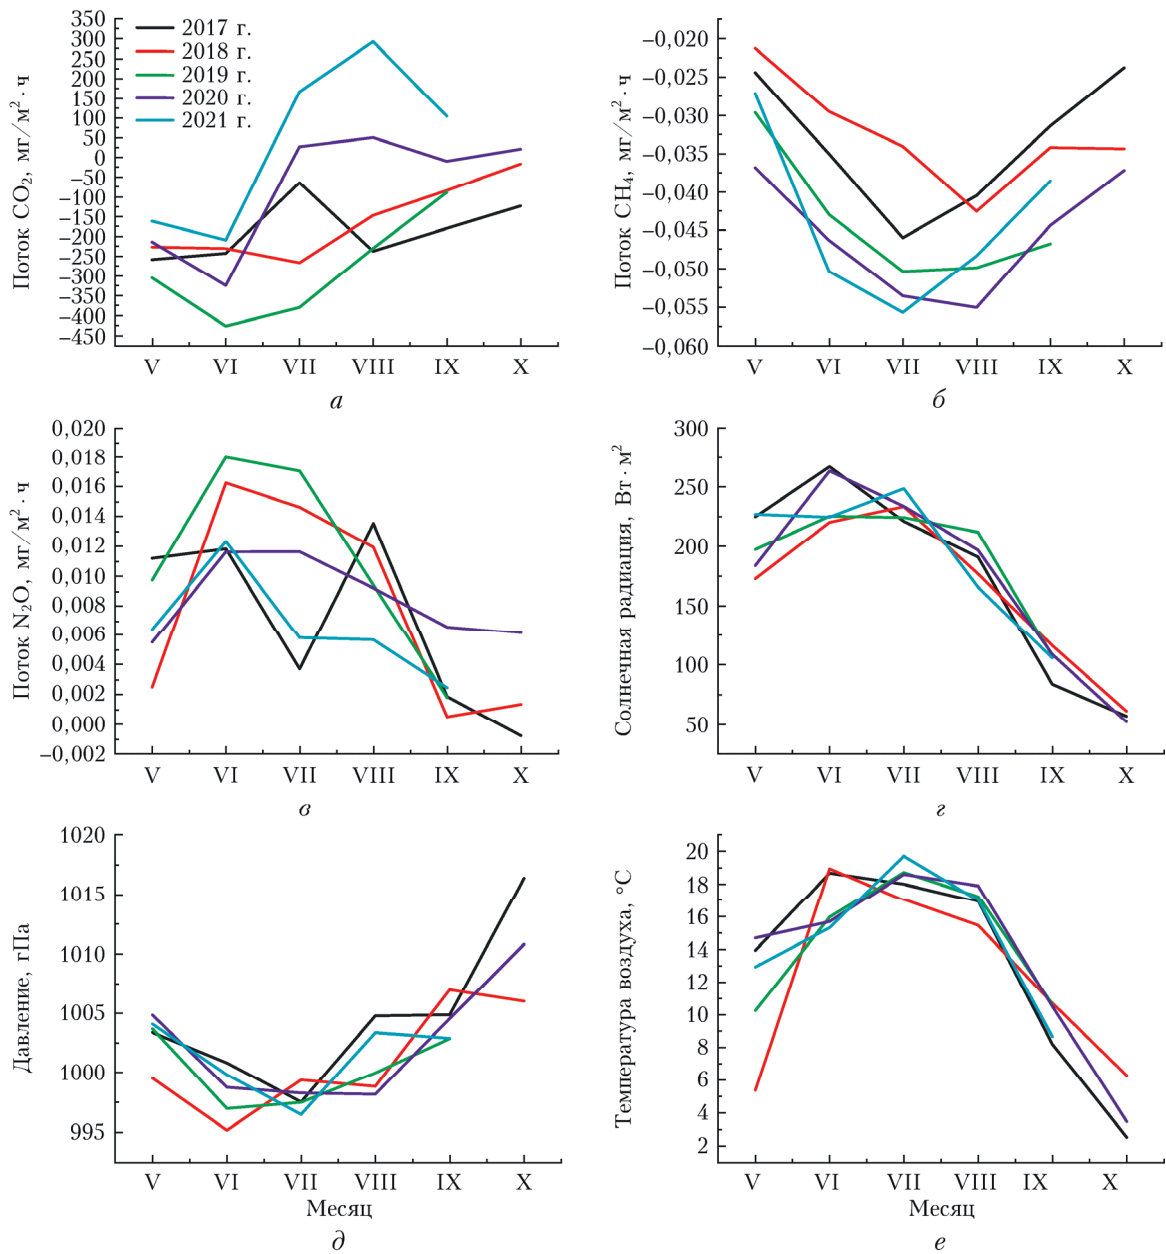 Поток CO₂, мг/м²·ч
350
300
250
200
150
100
50
0
−50
−100
−150
−200
−250
−300
−350
−400
−450
2017 г.
2018 г.
2019 г.
2020 г.
2021 г.
V VI VII VIII IX X
а
Поток CH₄, мг/м²·ч
−0,020
−0,025
−0,030
−0,035
−0,040
−0,045
−0,050
−0,055
−0,060
V VI VII VIII IX X
б
Поток N₂O, мг/м²·ч
0,020
0,018
0,016
0,014
0,012
0,010
0,008
0,006
0,004
0,002
0,000
−0,002
V VI VII VIII IX X
в
Солнечная радиация, Вт·м²
300
250
200
150
100
50
V VI VII VIII IX X
г
Давление, гПа
1020
1015
1010
1005
1000
995
V VI VII VIII IX X
Месяц
д
Температура воздуха, °C
20
18
16
14
12
10
8
6
4
2
V VI VII VIII IX X
Месяц
е